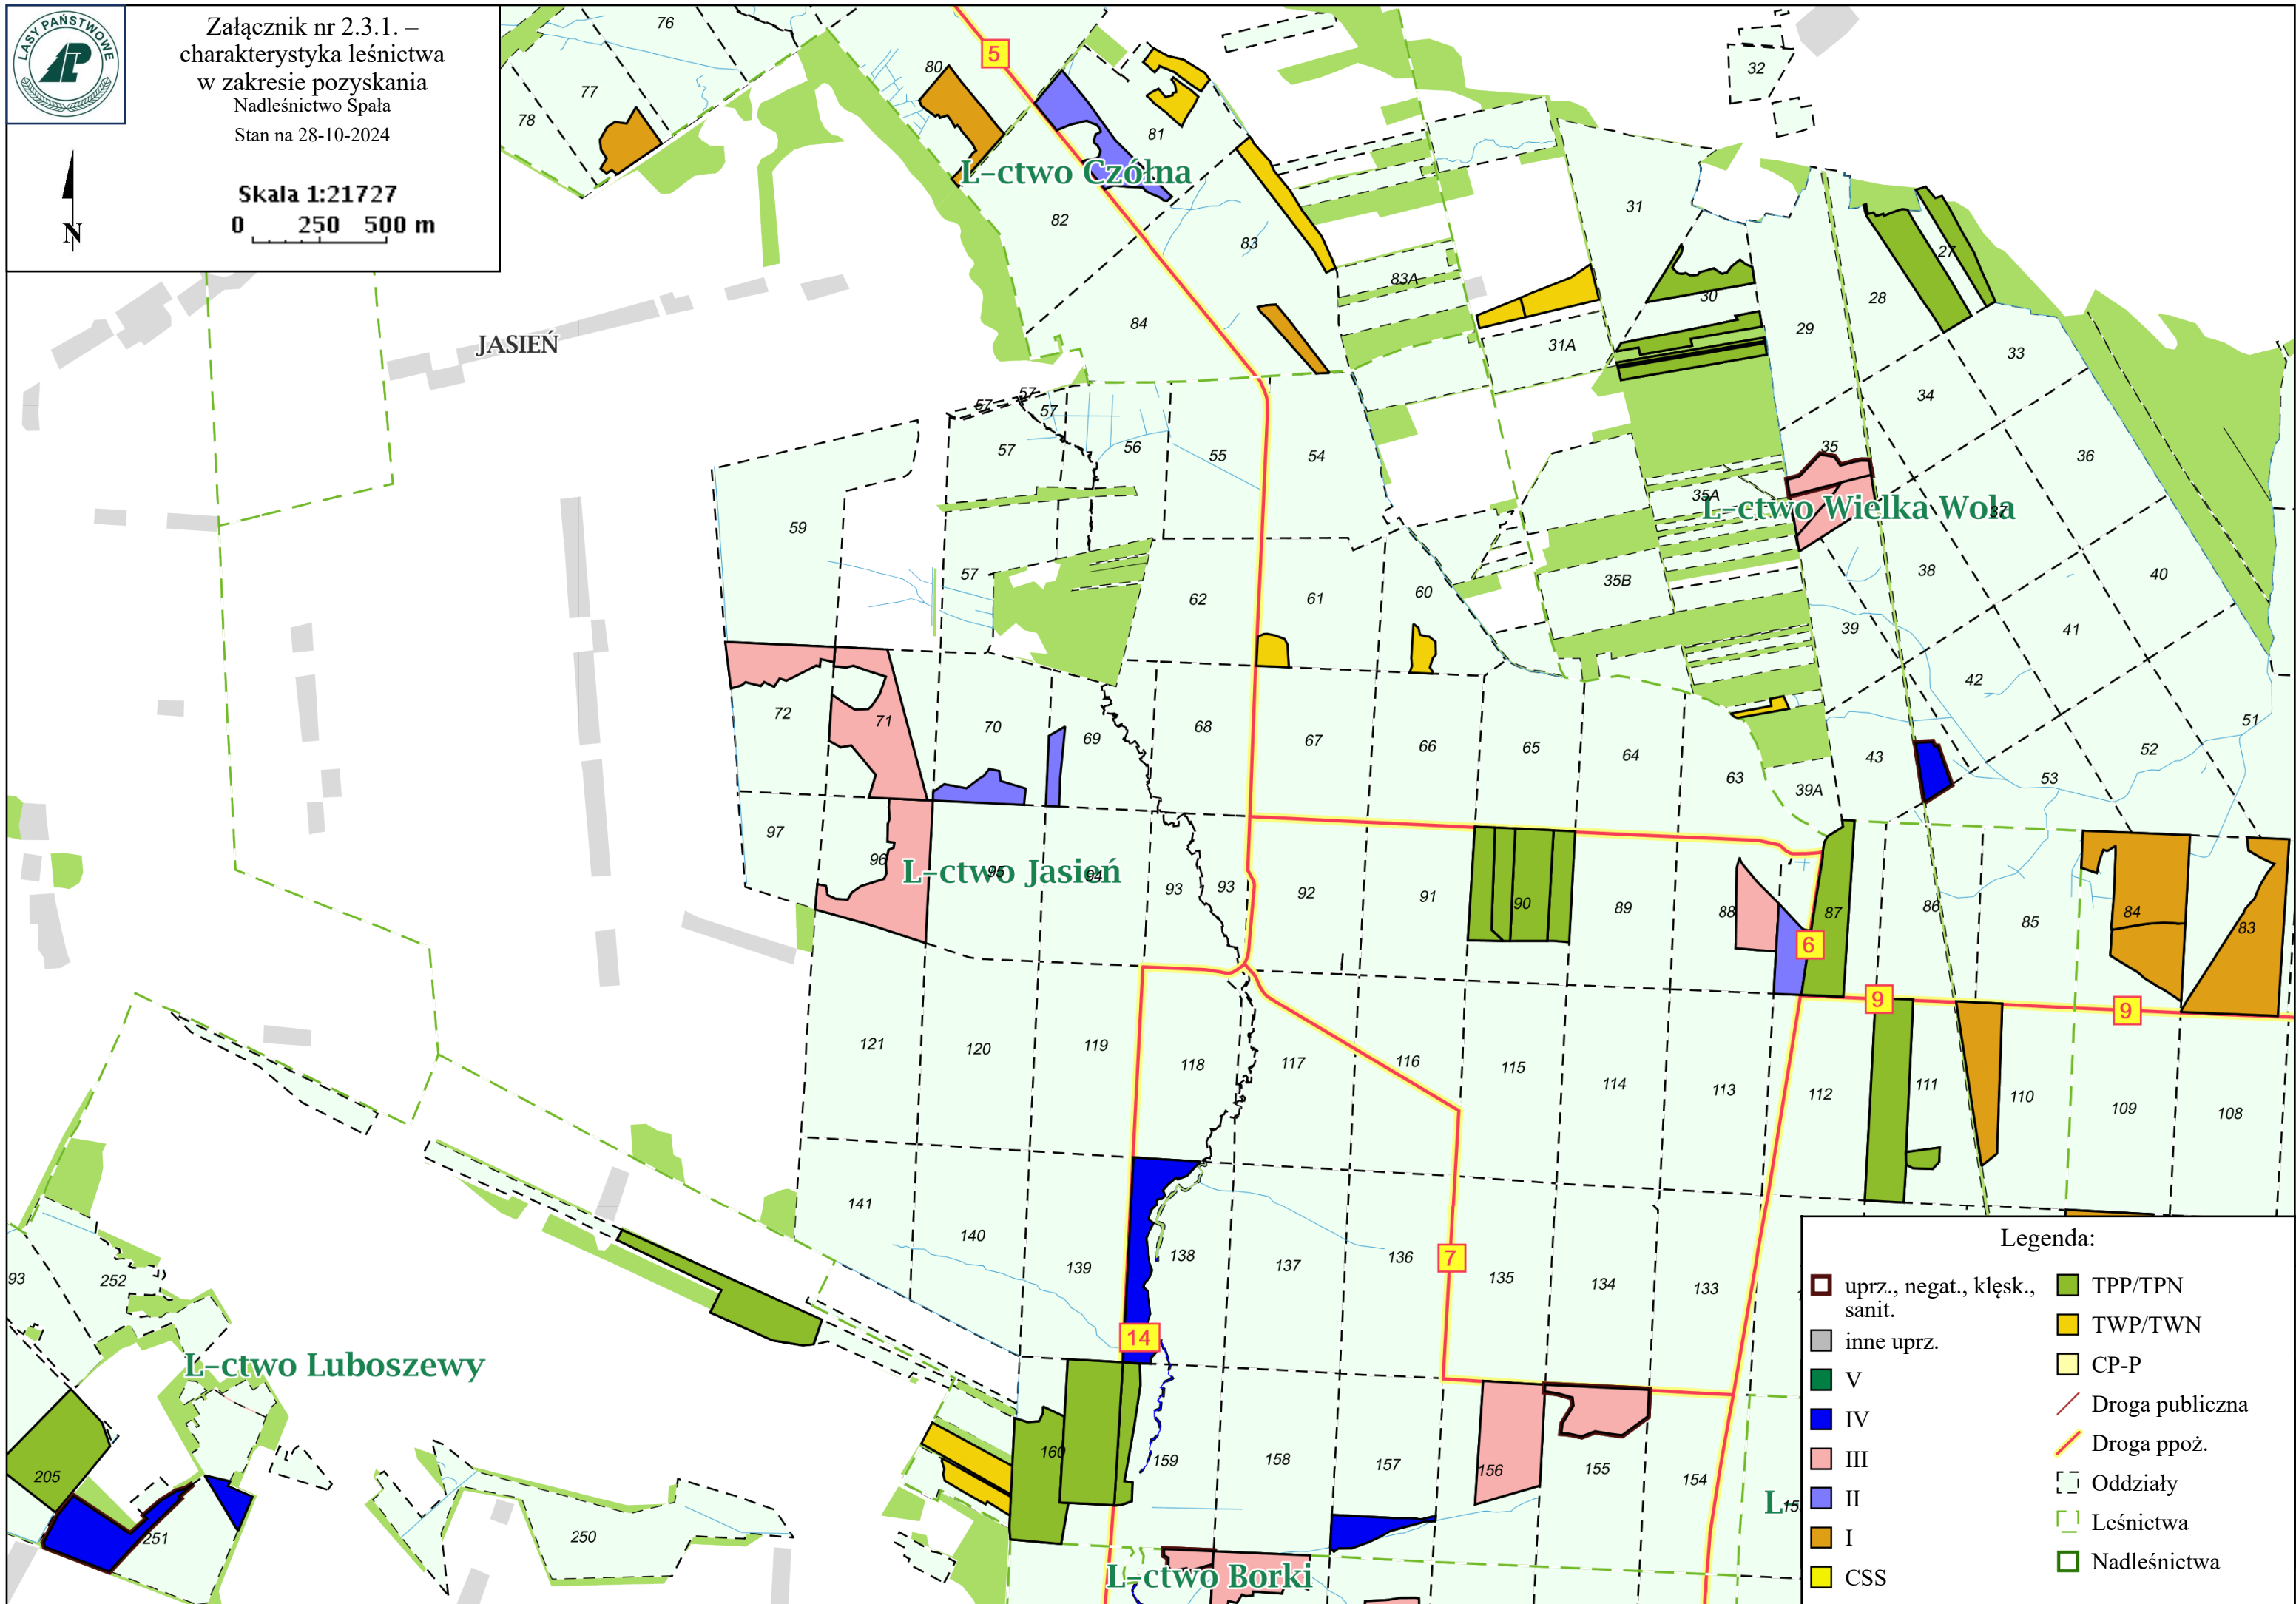 LASY PAŃSTWOWE
Załącznik nr 2.3.1. –
charakterystyka leśnictwa
w zakresie pozyskania
Nadleśnictwo Spała
Stan na 28-10-2024
N
Skala 1:21727
0 250 500 m
76
77
78
80
5
81
L-ctwo Czółna
82
83
84
83A
32
31
27
28
29
30
31A
33
34
35
36
JASIEŃ
57
57
57
57
56
55
54
59
57
62
61
60
35A
L-ctwo Wielka Wola
37
35B
38
40
39
41
42
51
52
53
43
39A
72
71
70
69
68
67
66
65
64
63
97
96
L-ctwo Jasień
95
94
93
93
92
91
90
89
88
87
6
86
85
84
83
9
9
121
120
119
118
117
116
115
114
113
112
111
110
109
108
141
140
139
138
137
136
7
135
134
133
14
93
252
L-ctwo Luboszewy
205
251
250
160
159
158
157
156
155
154
L-ctwo Borki
Legenda:
uprz., negat., klęsk.,
sanit.
inne uprz.
V
IV
III
II
I
CSS
TPP/TPN
TWP/TWN
CP-P
Droga publiczna
Droga ppoż.
Oddziały
Leśnictwa
Nadleśnictwa